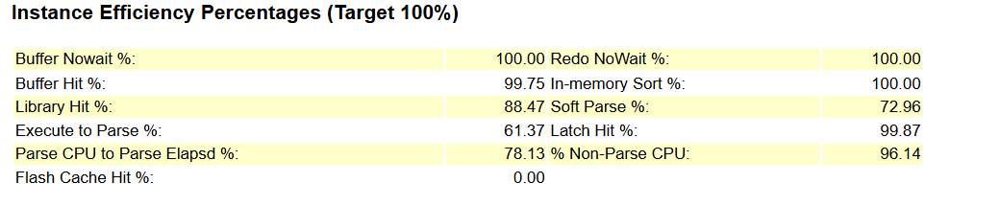 Instance Efficiency Percentages (Target 100%)
Buffer Nowait %: 100.00 Redo NoWait %: 100.00
Buffer Hit %: 99.75 In-memory Sort %: 100.00
Library Hit %: 88.47 Soft Parse %: 72.96
Execute to Parse %: 61.37 Latch Hit %: 99.87
Parse CPU to Parse Elapsd %: 78.13 % Non-Parse CPU: 96.14
Flash Cache Hit %: 0.00